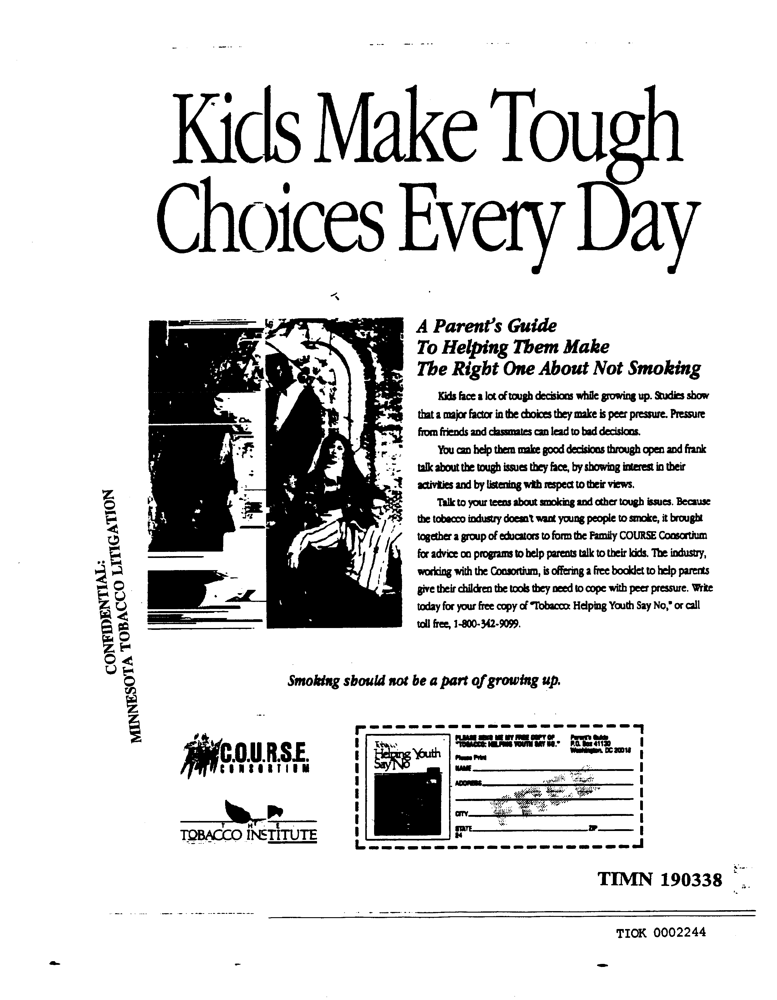 Kids Make Tough
Choices Every Day
A Parent's Guide
To Helping Them Make
The Right One About Not Smoking
Kids face a lot of tough decisions while growing up. Studies show
that a major factor in the choices they make is peer pressure. Pressure
from friends and classmates can lead to bad decisions.
You can help them make good decisions through open and frank
talk about the tough issues they face, by showing interest in their
activities and by listening with respect to their views.
Talk to your teens about smoking and other tough issues. Because
the tobacco industry doesn't want young people to smoke, it brought
together a group of educators to form the Family COURSE Consortium
for advice on programs to help parents talk to their kids. The industry,
working with the Consortium, is offering a free booklet to help parents
give their children the tools they need to cope with peer pressure. Write
today for your free copy of "Tobacco: Helping Youth Say No," or call
toll free, 1-800-342-9099.
CONFIDENTIAL:
MINNESOTA TOBACCO LITIGATION
Smoking should not be a part of growing up.
C.O.U.R.S.E.
CONSORTIUM
THE
TOBACCO INSTITUTE
Helping Youth
Say No
PLEASE SEND ME MY FREE COPY OF
"TOBACCO: HELPING YOUTH SAY NO."
Parent's Guide
P.O. Box 41130
Washington, DC 20018
Please Print
NAME
ADDRESS
CITY
STATE
ZIP
24
TIMN 190338
TIOK 0002244